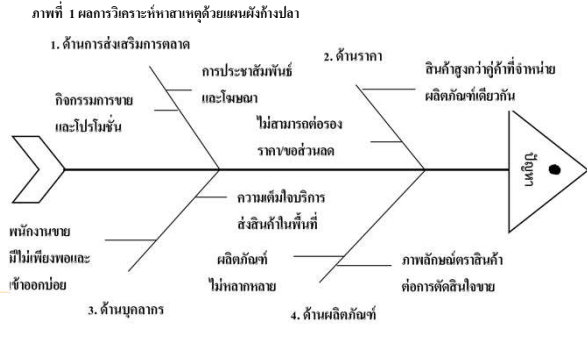 ภาพที่ 1 ผลการวิเคราะห์หาสาเหตุด้วยแผนผังก้างปลา
1. ด้านการส่งเสริมการตลาด
การประชาสัมพันธ์
และโฆษณา
กิจกรรมการขาย
และโปรโมชั่น
2. ด้านราคา
สินค้าสูงกว่าคู่ค้าที่จำหน่าย
ผลิตภัณฑ์เดียวกัน
ไม่สามารถต่อรอง
ราคา/ขอส่วนลด
ปัญหา
ความเต็มใจบริการ
ส่งสินค้าในพื้นที่
พนักงานขาย
มีไม่เพียงพอและ
เข้าออกบ่อย
3. ด้านบุคลากร
ผลิตภัณฑ์
ไม่หลากหลาย
ภาพลักษณ์ตราสินค้า
ต่อการตัดสินใจขาย
4. ด้านผลิตภัณฑ์